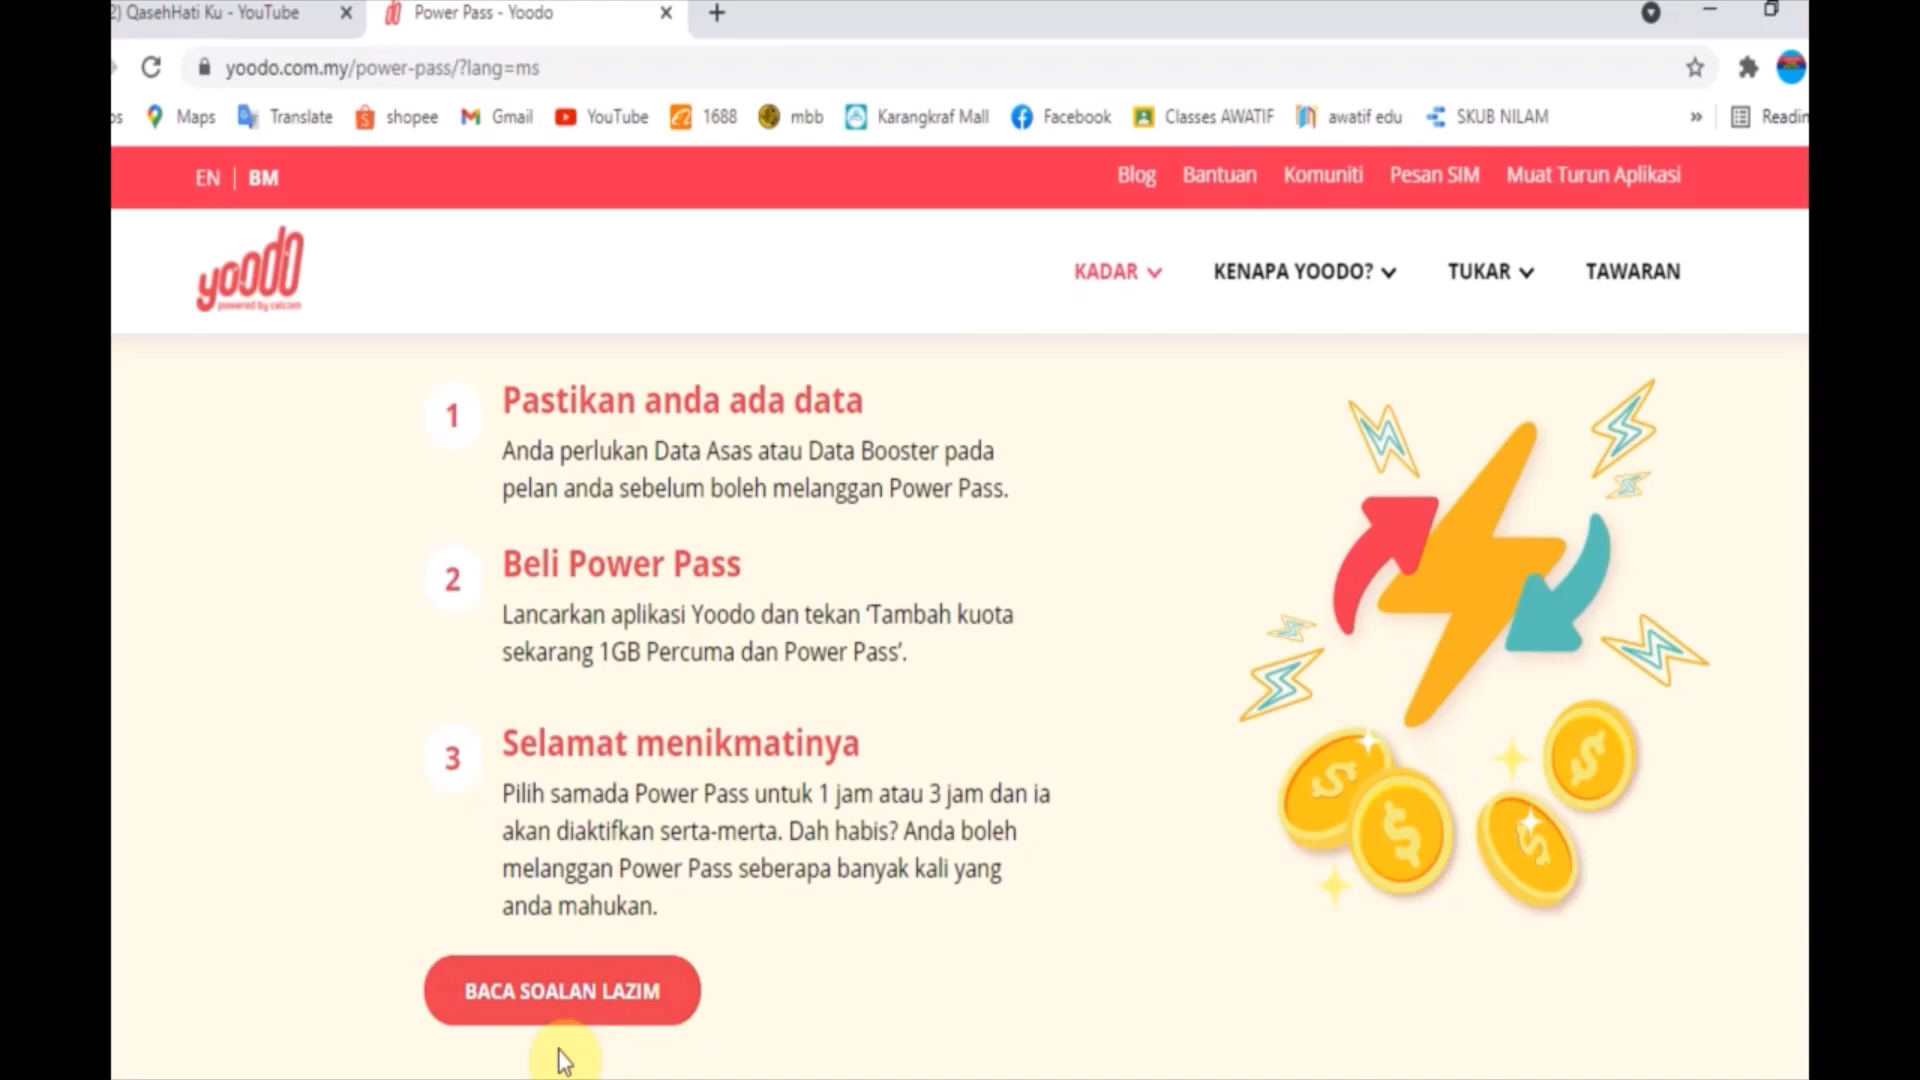 2) QasehHati Ku - YouTube
Power Pass - Yoodo
yoodo.com.my/power-pass/?lang=ms
os Maps Translate shopee Gmail YouTube 1688 mbb Karangkraf Mall Facebook Classes AWATIF awatif edu SKUB NILAM » Readin
EN | BM
Blog Bantuan Komuniti Pesan SIM Muat Turun Aplikasi
yoodo
powered by celcom
KADAR KENAPA YOODO? TUKAR TAWARAN
1 Pastikan anda ada data
Anda perlukan Data Asas atau Data Booster pada
pelan anda sebelum boleh melanggan Power Pass.
2 Beli Power Pass
Lancarkan aplikasi Yoodo dan tekan ‘Tambah kuota
sekarang 1GB Percuma dan Power Pass’.
3 Selamat menikmatinya
Pilih samada Power Pass untuk 1 jam atau 3 jam dan ia
akan diaktifkan serta-merta. Dah habis? Anda boleh
melanggan Power Pass seberapa banyak kali yang
anda mahukan.
BACA SOALAN LAZIM